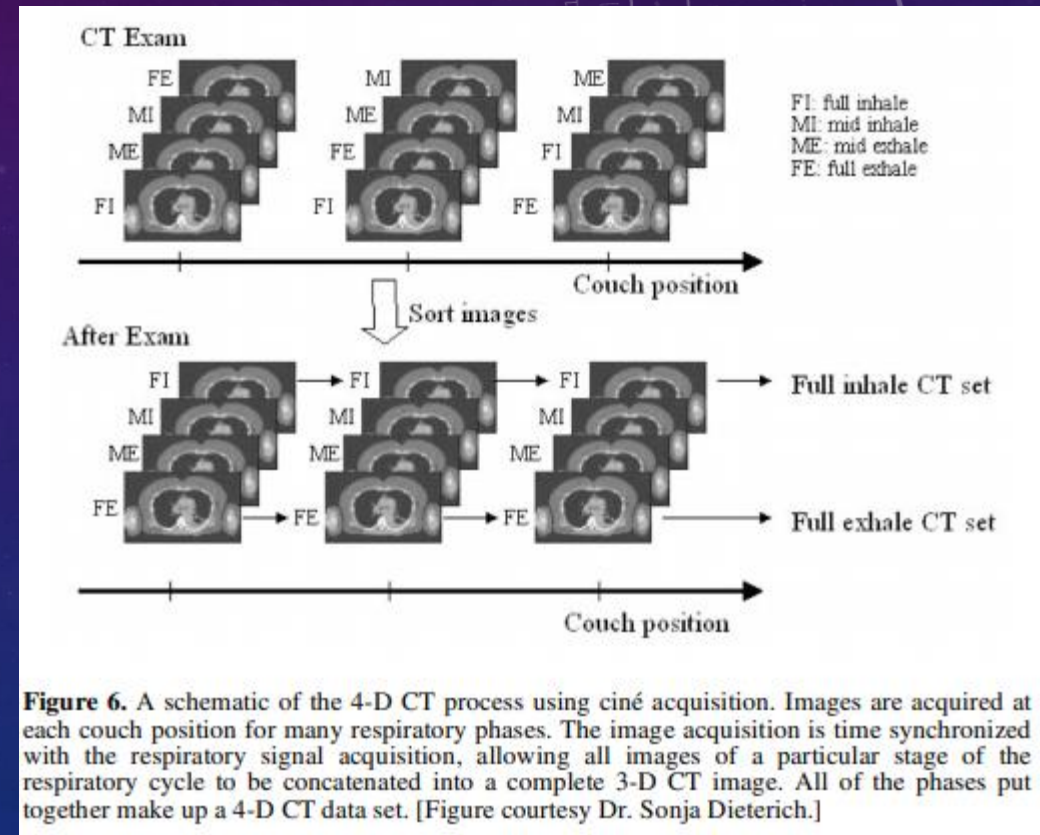 CT Exam
FE MI ME
MI ME MI
ME FE FI
FI FI FE
FI: full inhale
MI: mid inhale
ME: mid exhale
FE: full exhale
Couch position
Sort images
After Exam
FI FI FI Full inhale CT set
MI MI MI
ME ME ME
FE FE FE Full exhale CT set
Couch position
Figure 6. A schematic of the 4-D CT process using ciné acquisition. Images are acquired at
each couch position for many respiratory phases. The image acquisition is time synchronized
with the respiratory signal acquisition, allowing all images of a particular stage of the
respiratory cycle to be concatenated into a complete 3-D CT image. All of the phases put
together make up a 4-D CT data set. [Figure courtesy Dr. Sonja Dieterich.]